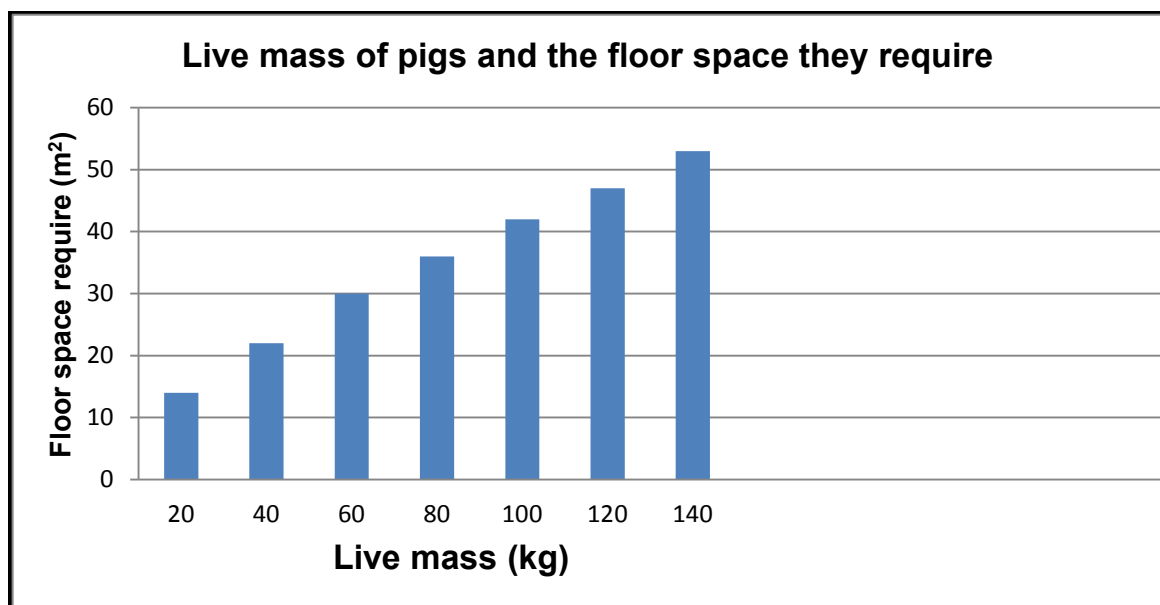 Live mass of pigs and the floor space they require
Floor space require (m²)
60
50
40
30
20
10
0
20 40 60 80 100 120 140
Live mass (kg)